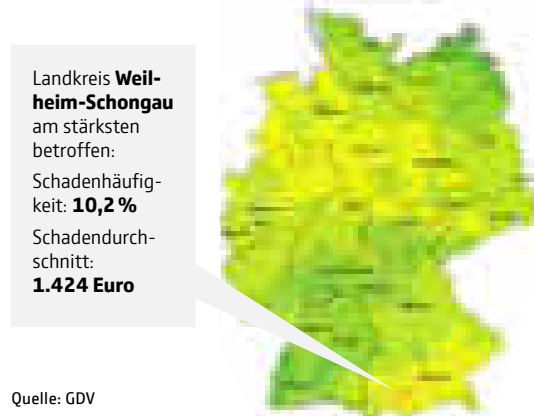 Landkreis Weil-
heim-Schongau
am stärksten
betroffen:
Schadenhäufig-
keit: 10,2 %
Schadendurch-
schnitt:
1.424 Euro
Quelle: GDV